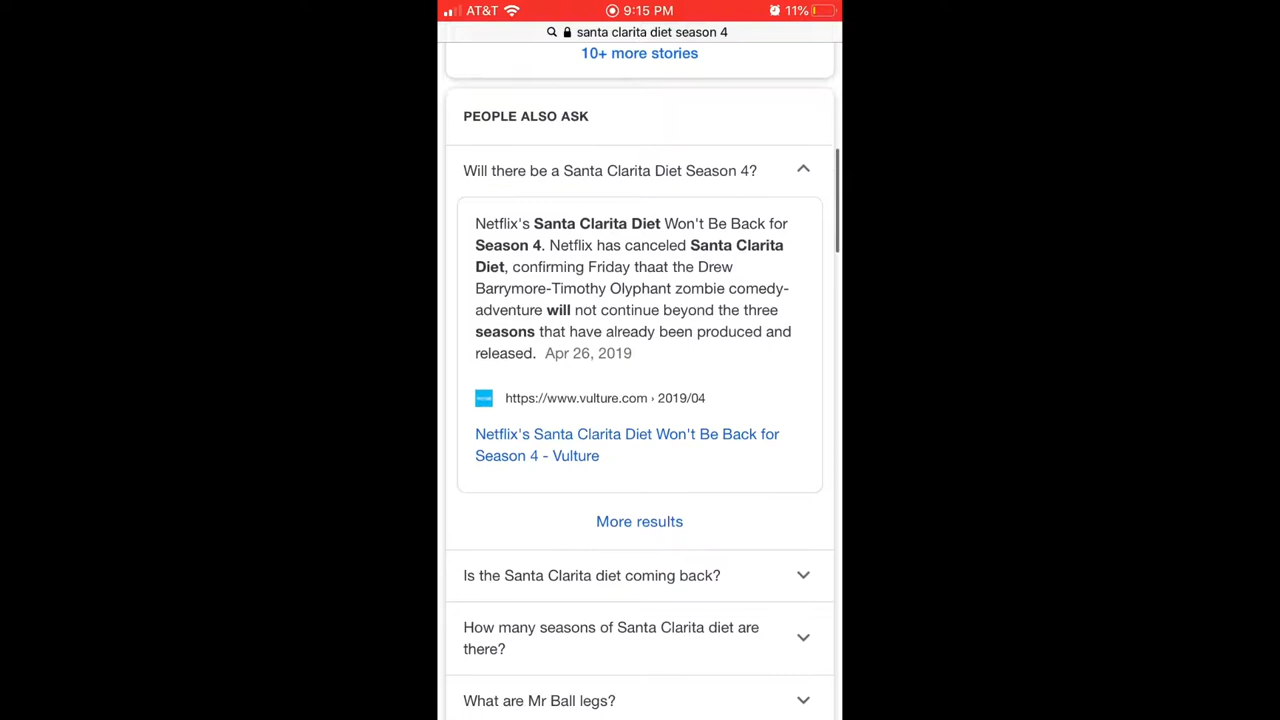 AT&T 9:15 PM 11%
santa clarita diet season 4
10+ more stories
PEOPLE ALSO ASK
Will there be a Santa Clarita Diet Season 4?
Netflix's Santa Clarita Diet Won't Be Back for
Season 4. Netflix has canceled Santa Clarita
Diet, confirming Friday thaat the Drew
Barrymore-Timothy Olyphant zombie comedy-
adventure will not continue beyond the three
seasons that have already been produced and
released. Apr 26, 2019
https://www.vulture.com › 2019/04
Netflix's Santa Clarita Diet Won't Be Back for
Season 4 - Vulture
More results
Is the Santa Clarita diet coming back?
How many seasons of Santa Clarita diet are
there?
What are Mr Ball legs?